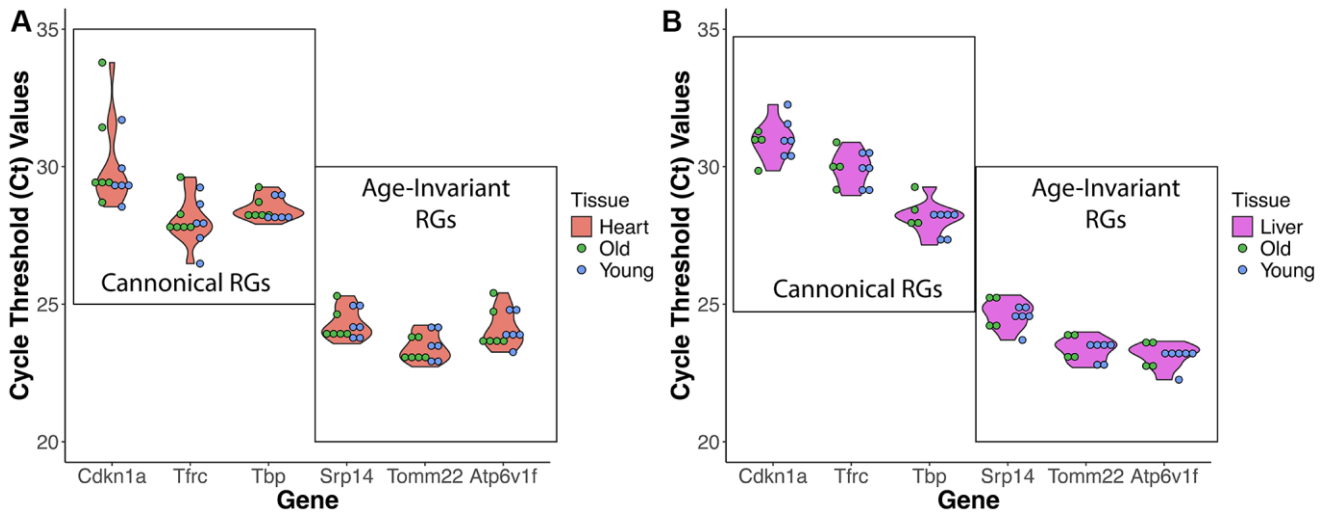 A
Cycle Threshold (Ct) Values
35
30
25
20
Cannonical RGs
Age-Invariant
RGs
Cdkn1a Tfrc Tbp Srp14 Tomm22 Atp6v1f
Gene
Tissue
Heart
Old
Young
B
Cycle Threshold (Ct) Values
35
30
25
20
Cannonical RGs
Age-Invariant
RGs
Cdkn1a Tfrc Tbp Srp14 Tomm22 Atp6v1f
Gene
Tissue
Liver
Old
Young